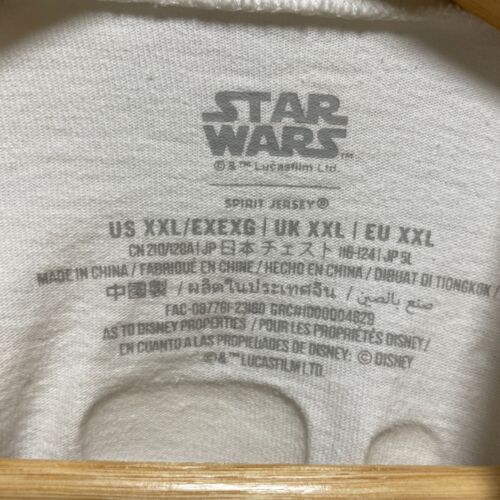 STAR
WARS™
©&™ Lucasfilm Ltd.
SPIRIT JERSEY®
US XXL/EXEXG | UK XXL | EU XXL
CN 210/128A | JP 日本 チェスト 116-124 | JP 5L
MADE IN CHINA / FABRIQUÉ EN CHINE / HECHO EN CHINA / DIBUAT DI TIONGKOK /
中國製 / ผลิตในประเทศจีน / صنع بالصين /
FAC-087761-23160 GRC#1000004829
AS TO DISNEY PROPERTIES / POUR LES PROPRIÉTÉS DISNEY /
EN CUANTO A LAS PROPIEDADES DE DISNEY: ©DISNEY
©&™ LUCASFILM LTD.